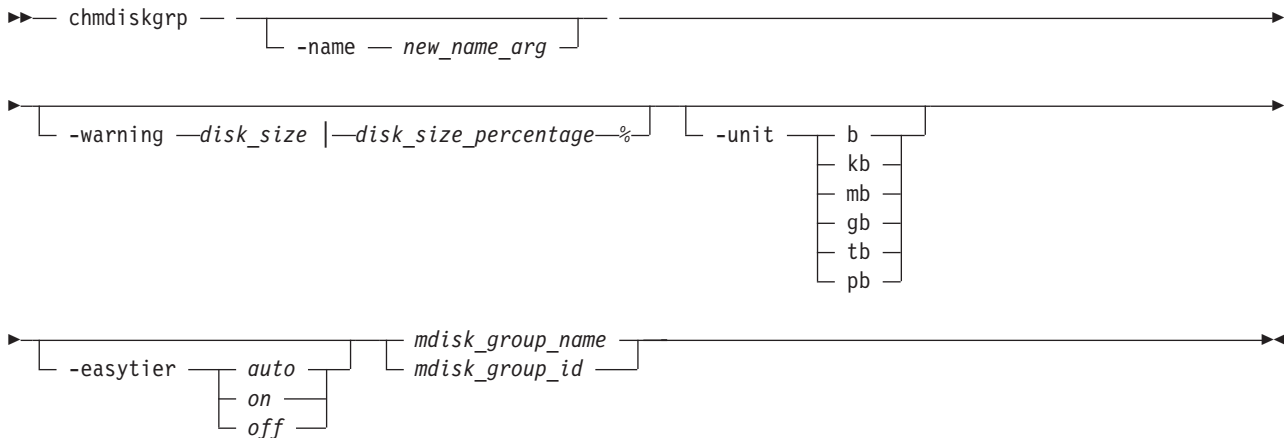 chmdiskgrp
-name new_name_arg
-warning disk_size | disk_size_percentage % -unit b
kb
mb
gb
tb
pb
mdisk_group_name
-easytier auto mdisk_group_id
on
off